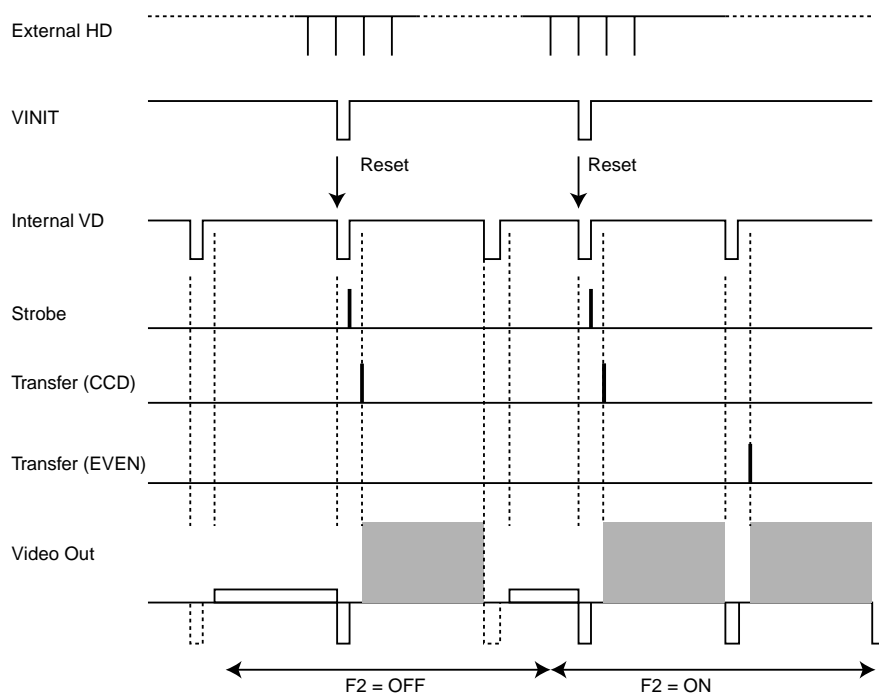 External HD
VINIT
Reset
Reset
Internal VD
Strobe
Transfer (CCD)
Transfer (EVEN)
Video Out
F2 = OFF
F2 = ON